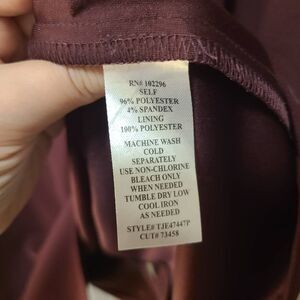 RN# 102296
SELF
96% POLYESTER
4% SPANDEX
LINING
100% POLYESTER
MACHINE WASH
COLD
SEPARATELY
USE NON-CHLORINE
BLEACH ONLY
WHEN NEEDED
TUMBLE DRY LOW
COOL IRON
AS NEEDED
STYLE# TJE47447P
CUT# 73458